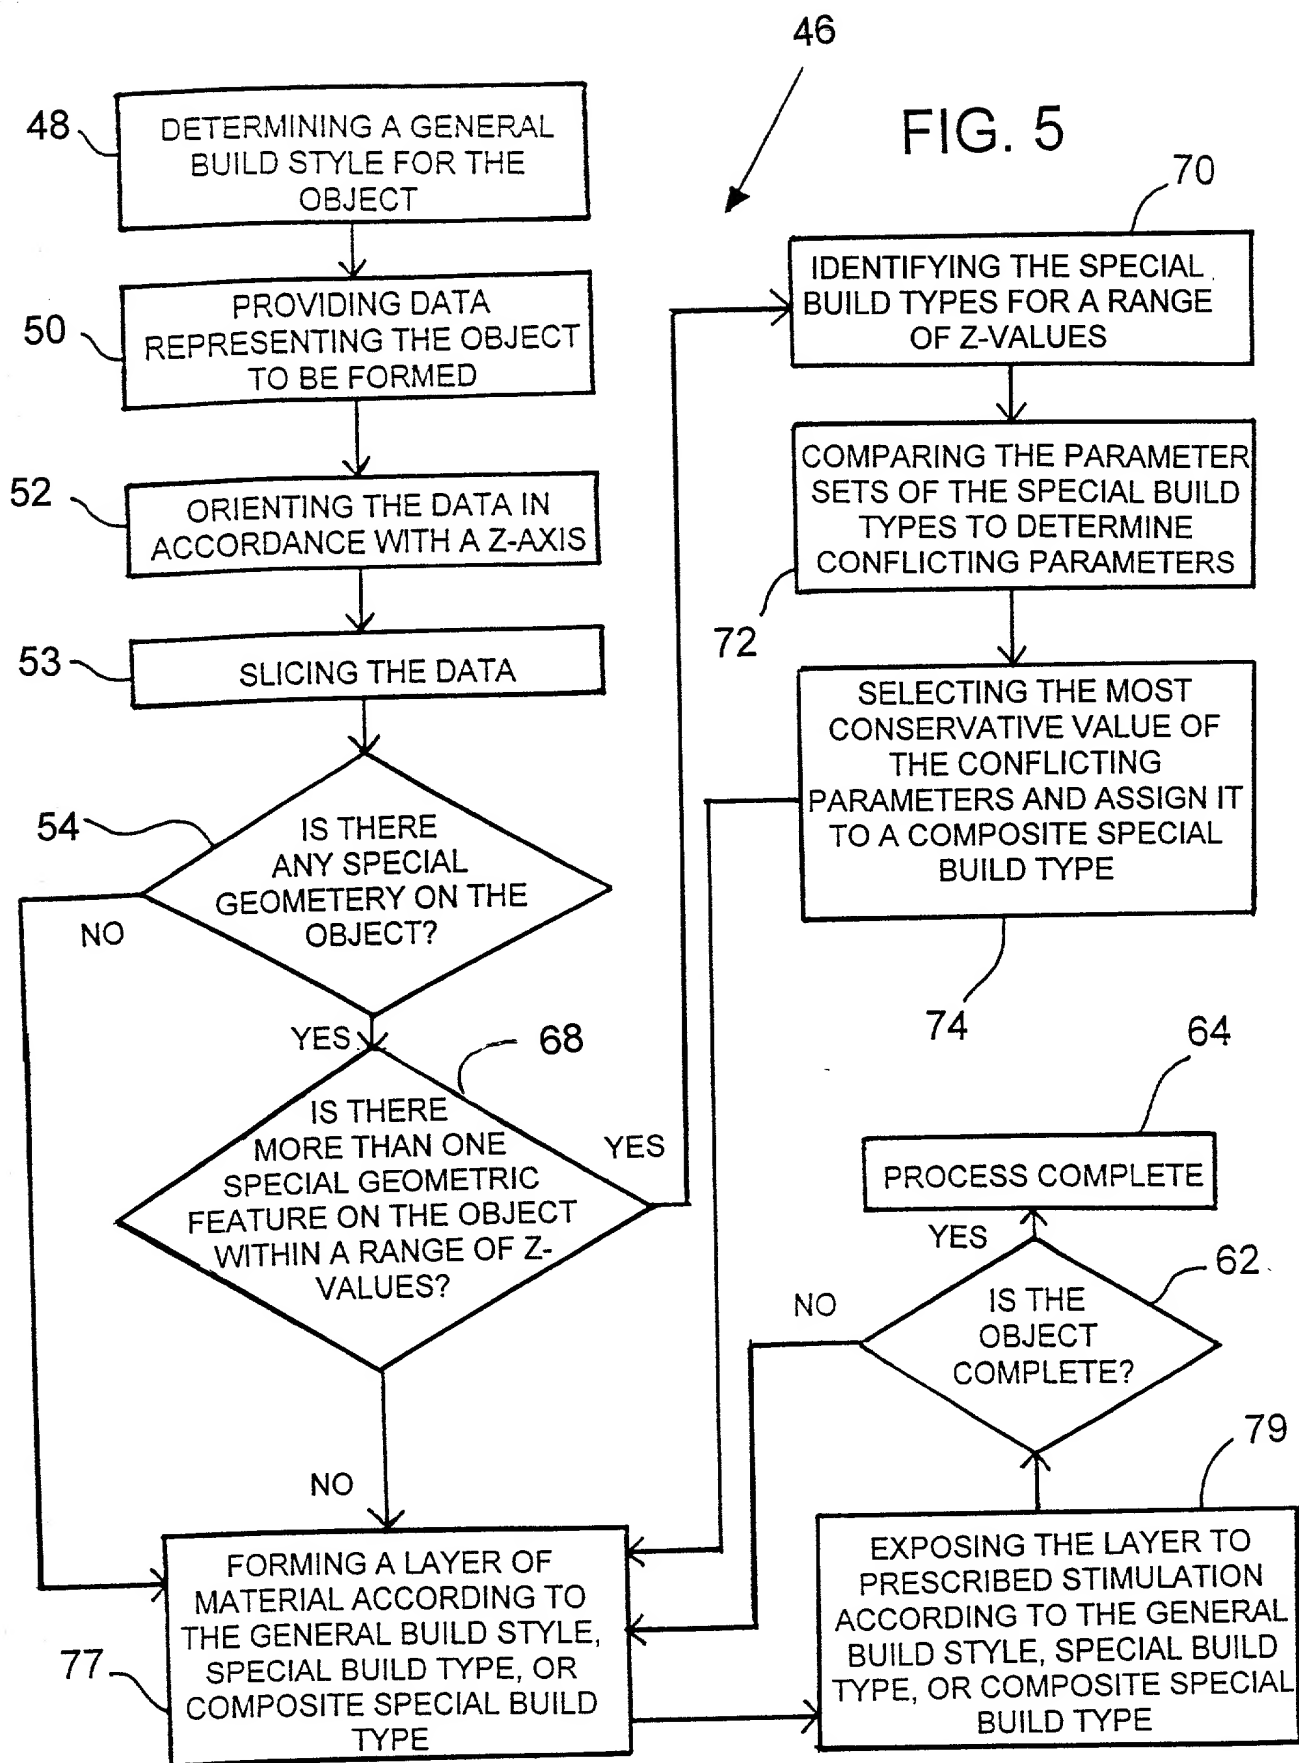 46
FIG. 5
48
DETERMINING A GENERAL
BUILD STYLE FOR THE
OBJECT
50
PROVIDING DATA
REPRESENTING THE OBJECT
TO BE FORMED
52
ORIENTING THE DATA IN
ACCORDANCE WITH A Z-AXIS
53
SLICING THE DATA
54
IS THERE
ANY SPECIAL
GEOMETERY ON THE
OBJECT?
NO
YES
68
IS THERE
MORE THAN ONE
SPECIAL GEOMETRIC
FEATURE ON THE OBJECT
WITHIN A RANGE OF Z-
VALUES?
YES
NO
70
IDENTIFYING THE SPECIAL
BUILD TYPES FOR A RANGE
OF Z-VALUES
COMPARING THE PARAMETER
SETS OF THE SPECIAL BUILD
TYPES TO DETERMINE
CONFLICTING PARAMETERS
72
SELECTING THE MOST
CONSERVATIVE VALUE OF
THE CONFLICTING
PARAMETERS AND ASSIGN IT
TO A COMPOSITE SPECIAL
BUILD TYPE
74
77
FORMING A LAYER OF
MATERIAL ACCORDING TO
THE GENERAL BUILD STYLE,
SPECIAL BUILD TYPE, OR
COMPOSITE SPECIAL BUILD
TYPE
64
PROCESS COMPLETE
YES
62
NO
IS THE
OBJECT
COMPLETE?
79
EXPOSING THE LAYER TO
PRESCRIBED STIMULATION
ACCORDING TO THE GENERAL
BUILD STYLE, SPECIAL BUILD
TYPE, OR COMPOSITE SPECIAL
BUILD TYPE